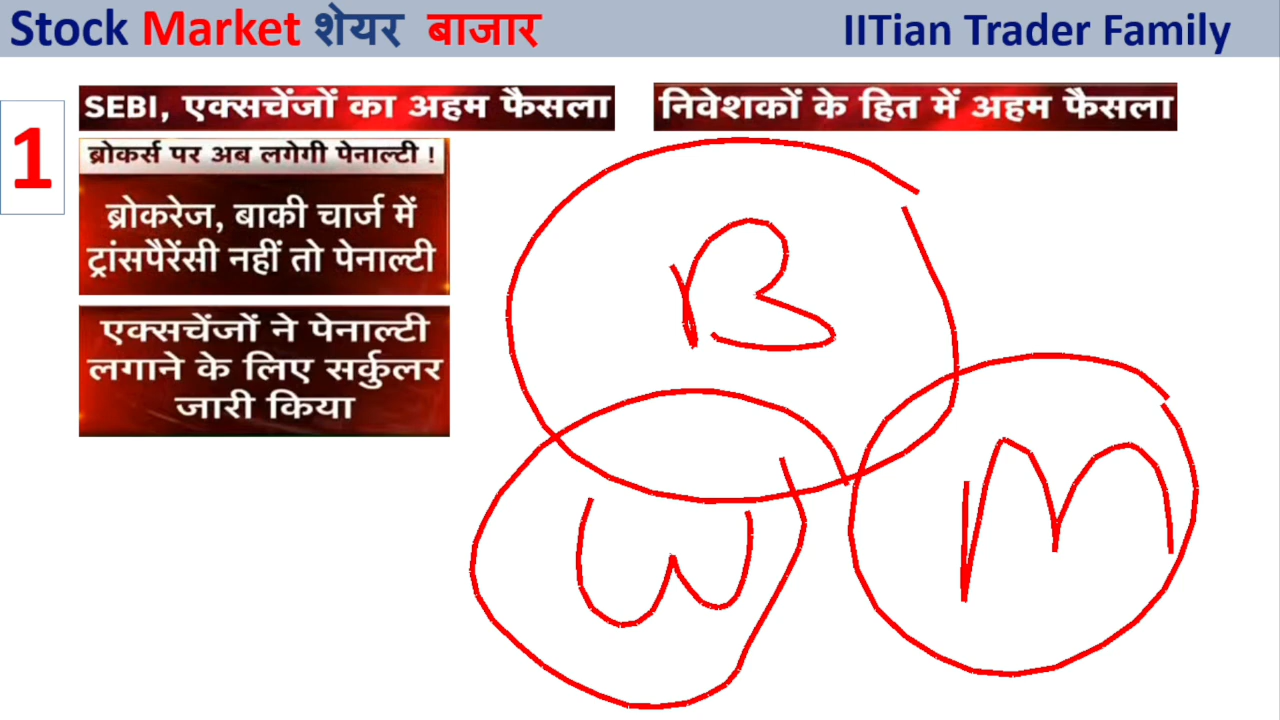 Stock Market शेयर बाजार
IITian Trader Family
SEBI, एक्सचेंजों का अहम फैसला
निवेशकों के हित में अहम फैसला
1
ब्रोकर्स पर अब लगेगी पेनाल्टी !
ब्रोकरेज, बाकी चार्ज में
ट्रांसपैरेंसी नहीं तो पेनाल्टी
एक्सचेंजों ने पेनाल्टी
लगाने के लिए सर्कुलर
जारी किया
R
W
M